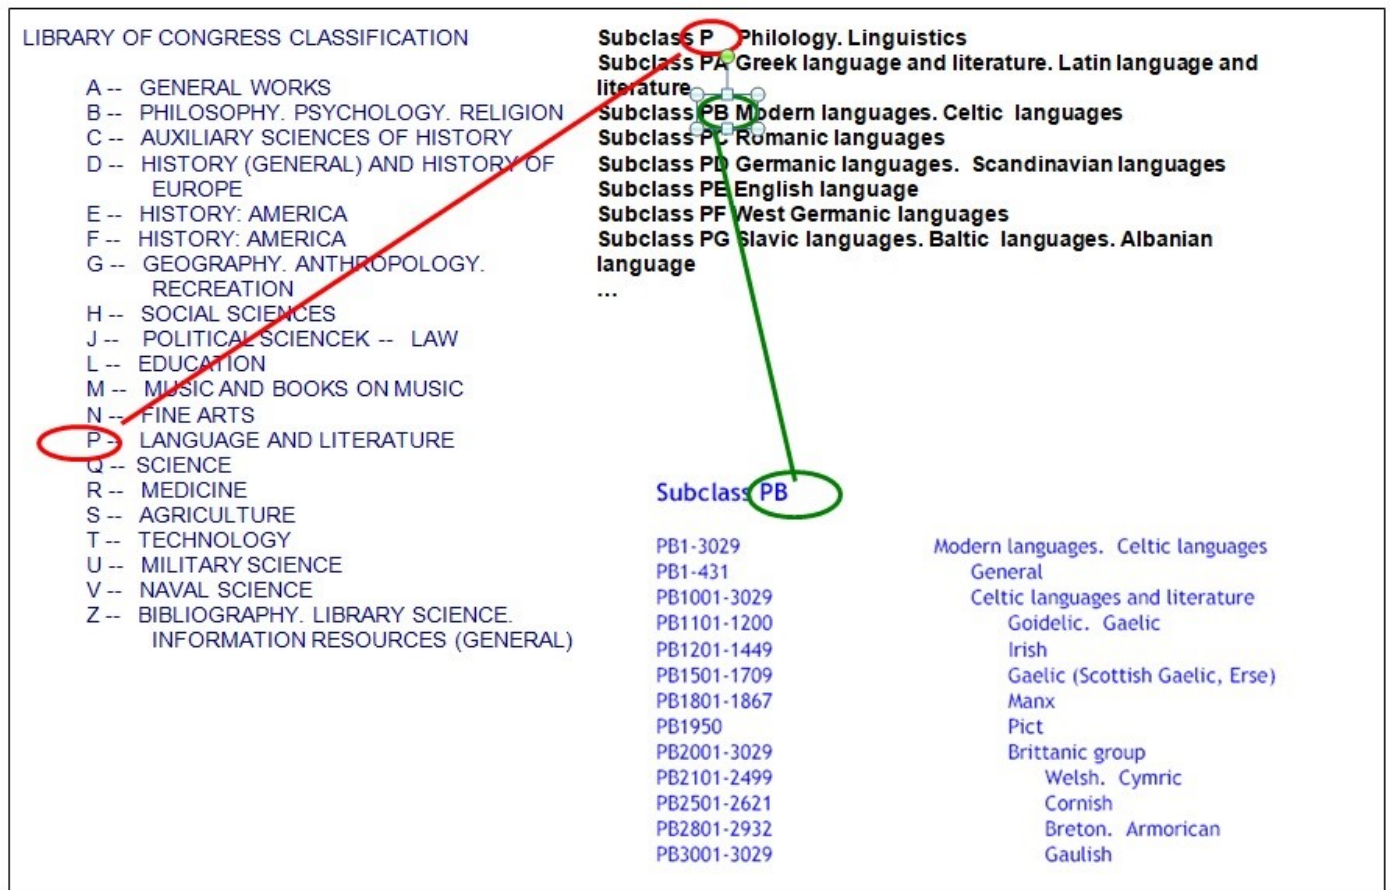 LIBRARY OF CONGRESS CLASSIFICATION
A -- GENERAL WORKS
B -- PHILOSOPHY. PSYCHOLOGY. RELIGION
C -- AUXILIARY SCIENCES OF HISTORY
D -- HISTORY (GENERAL) AND HISTORY OF
EUROPE
E -- HISTORY: AMERICA
F -- HISTORY: AMERICA
G -- GEOGRAPHY. ANTHROPOLOGY.
RECREATION
H -- SOCIAL SCIENCES
J -- POLITICAL SCIENCEK -- LAW
L -- EDUCATION
M -- MUSIC AND BOOKS ON MUSIC
N -- FINE ARTS
P -- LANGUAGE AND LITERATURE
Q -- SCIENCE
R -- MEDICINE
S -- AGRICULTURE
T -- TECHNOLOGY
U -- MILITARY SCIENCE
V -- NAVAL SCIENCE
Z -- BIBLIOGRAPHY. LIBRARY SCIENCE.
INFORMATION RESOURCES (GENERAL)
Subclass P Philology. Linguistics
Subclass PA Greek language and literature. Latin language and
literature
Subclass PB Modern languages. Celtic languages
Subclass PC Romanic languages
Subclass PD Germanic languages. Scandinavian languages
Subclass PE English language
Subclass PF West Germanic languages
Subclass PG Slavic languages. Baltic languages. Albanian
language
...
Subclass PB
PB1-3029 Modern languages. Celtic languages
PB1-431 General
PB1001-3029 Celtic languages and literature
PB1101-1200 Goidelic. Gaelic
PB1201-1449 Irish
PB1501-1709 Gaelic (Scottish Gaelic, Erse)
PB1801-1867 Manx
PB1950 Pict
PB2001-3029 Brittanic group
PB2101-2499 Welsh. Cymric
PB2501-2621 Cornish
PB2801-2932 Breton. Armorican
PB3001-3029 Gaulish